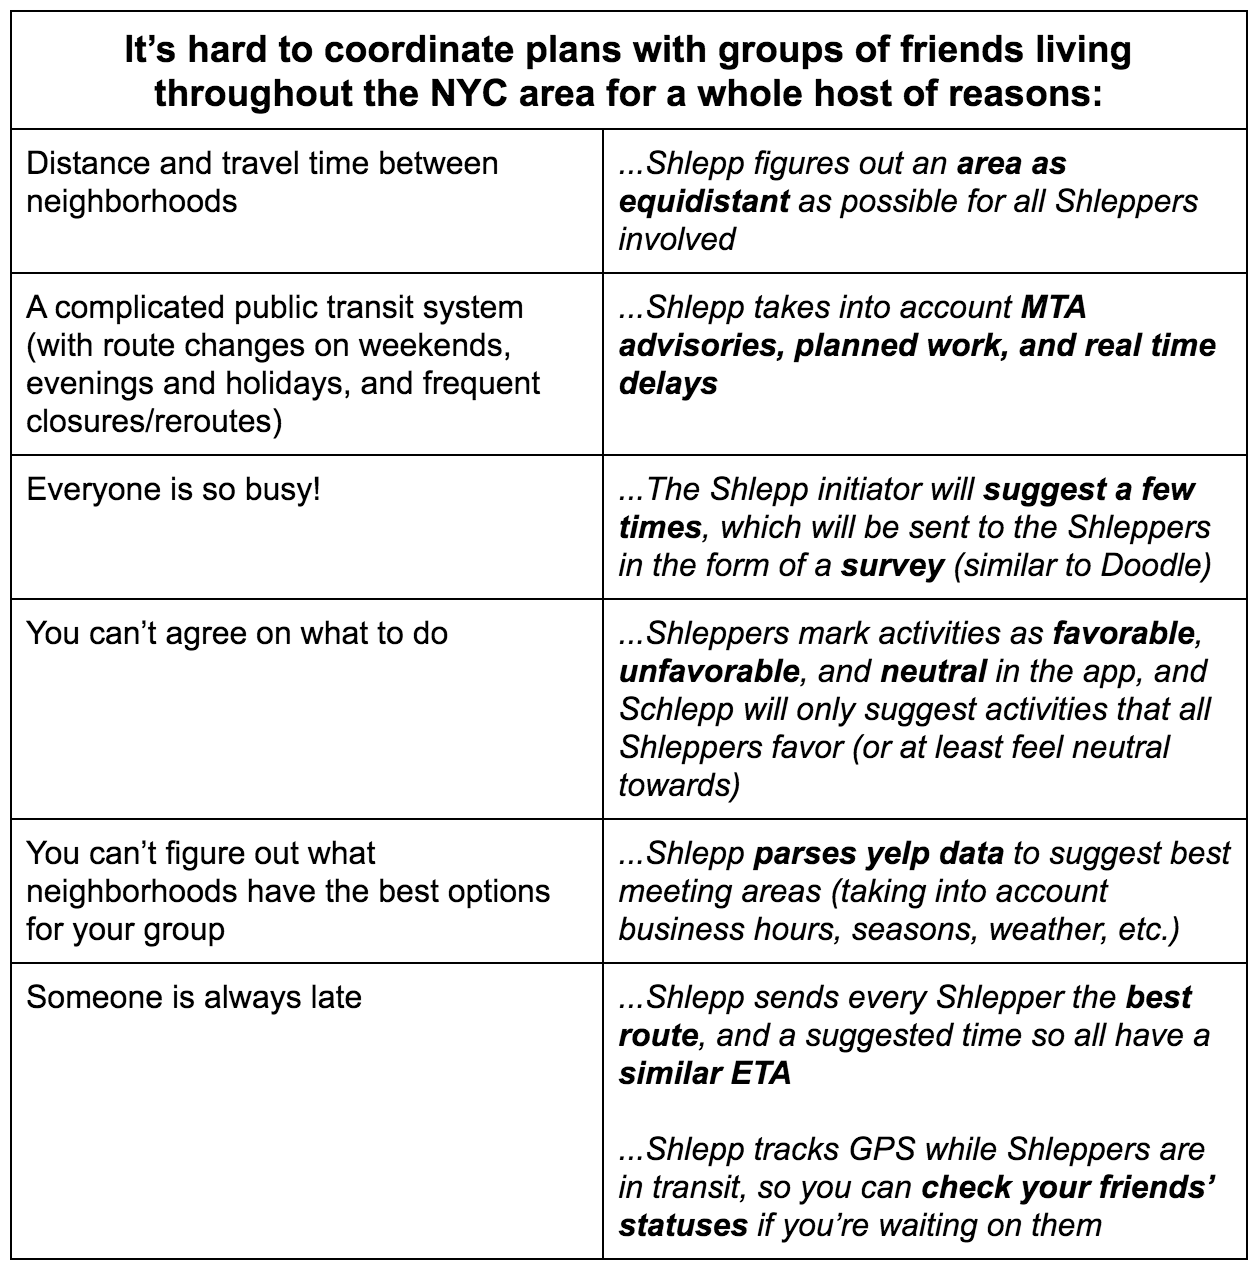 It’s hard to coordinate plans with groups of friends living
throughout the NYC area for a whole host of reasons:
Distance and travel time between
neighborhoods
...Shlepp figures out an area as
equidistant as possible for all Shleppers
involved
A complicated public transit system
(with route changes on weekends,
evenings and holidays, and frequent
closures/reroutes)
...Shlepp takes into account MTA
advisories, planned work, and real time
delays
Everyone is so busy!
...The Shlepp initiator will suggest a few
times, which will be sent to the Shleppers
in the form of a survey (similar to Doodle)
You can’t agree on what to do
...Shleppers mark activities as favorable,
unfavorable, and neutral in the app, and
Schlepp will only suggest activities that all
Shleppers favor (or at least feel neutral
towards)
You can’t figure out what
neighborhoods have the best options
for your group
...Shlepp parses yelp data to suggest best
meeting areas (taking into account
business hours, seasons, weather, etc.)
Someone is always late
...Shlepp sends every Shlepper the best
route, and a suggested time so all have a
similar ETA
...Shlepp tracks GPS while Shleppers are
in transit, so you can check your friends’
statuses if you’re waiting on them